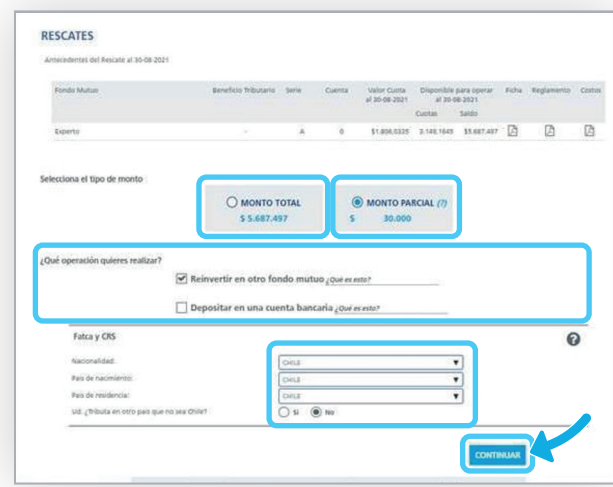 RESCATES
Antecedentes del Rescate al 30-08-2021
Fondo Mutuo Beneficio Tributario Serie Cuenta Valor Cuota al 30-08-2021 Disponible para operar al 30-08-2021 Ficha Reglamento Costos
Cuotas Saldo
Experto - A 0 $1.806,0335 3.149,1649 $5.687.497
Selecciona el tipo de monto
MONTO TOTAL
$ 5.687.497
MONTO PARCIAL (?)
$ 30.000
¿Qué operación quieres realizar?
Reinvertir en otro fondo mutuo ¿Qué es esto?
Depositar en una cuenta bancaria ¿Qué es esto?
Fatca y CRS ?
Nacionalidad: CHILE
País de nacimiento: CHILE
País de residencia: CHILE
Ud. ¿Tributa en otro país que no sea Chile? Si No
CONTINUAR